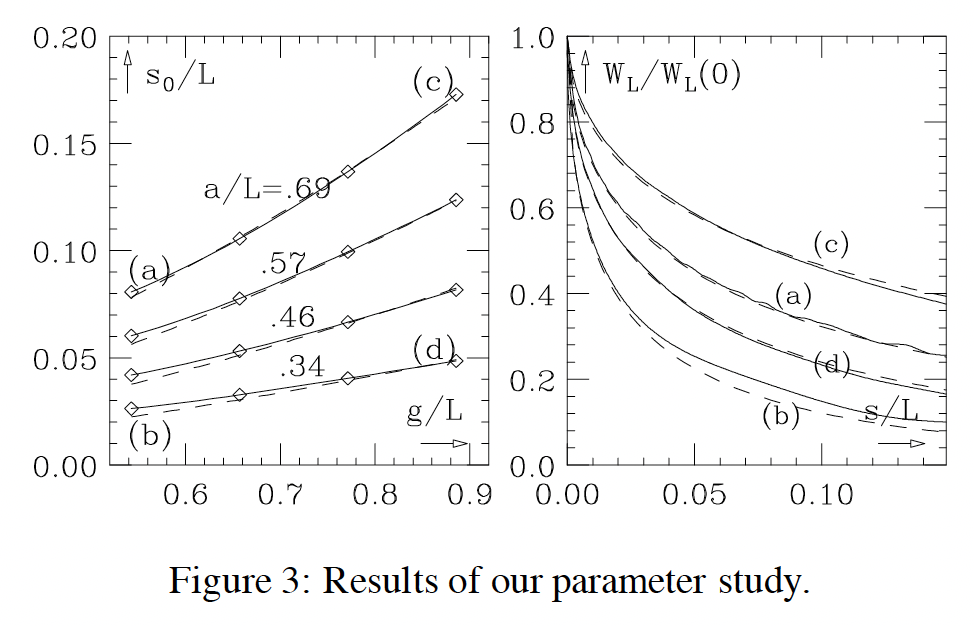 0.20
0.15
0.10
0.05
0.00
s₀/L
(c)
a/L=.69
(a)
.57
.46
(d)
.34
g/L
(b)
0.6 0.7 0.8 0.9
1.0
0.8
0.6
0.4
0.2
0.0
W_L/W_L(0)
(c)
(a)
(d)
(b)
s/L
0.00 0.05 0.10
Figure 3: Results of our parameter study.